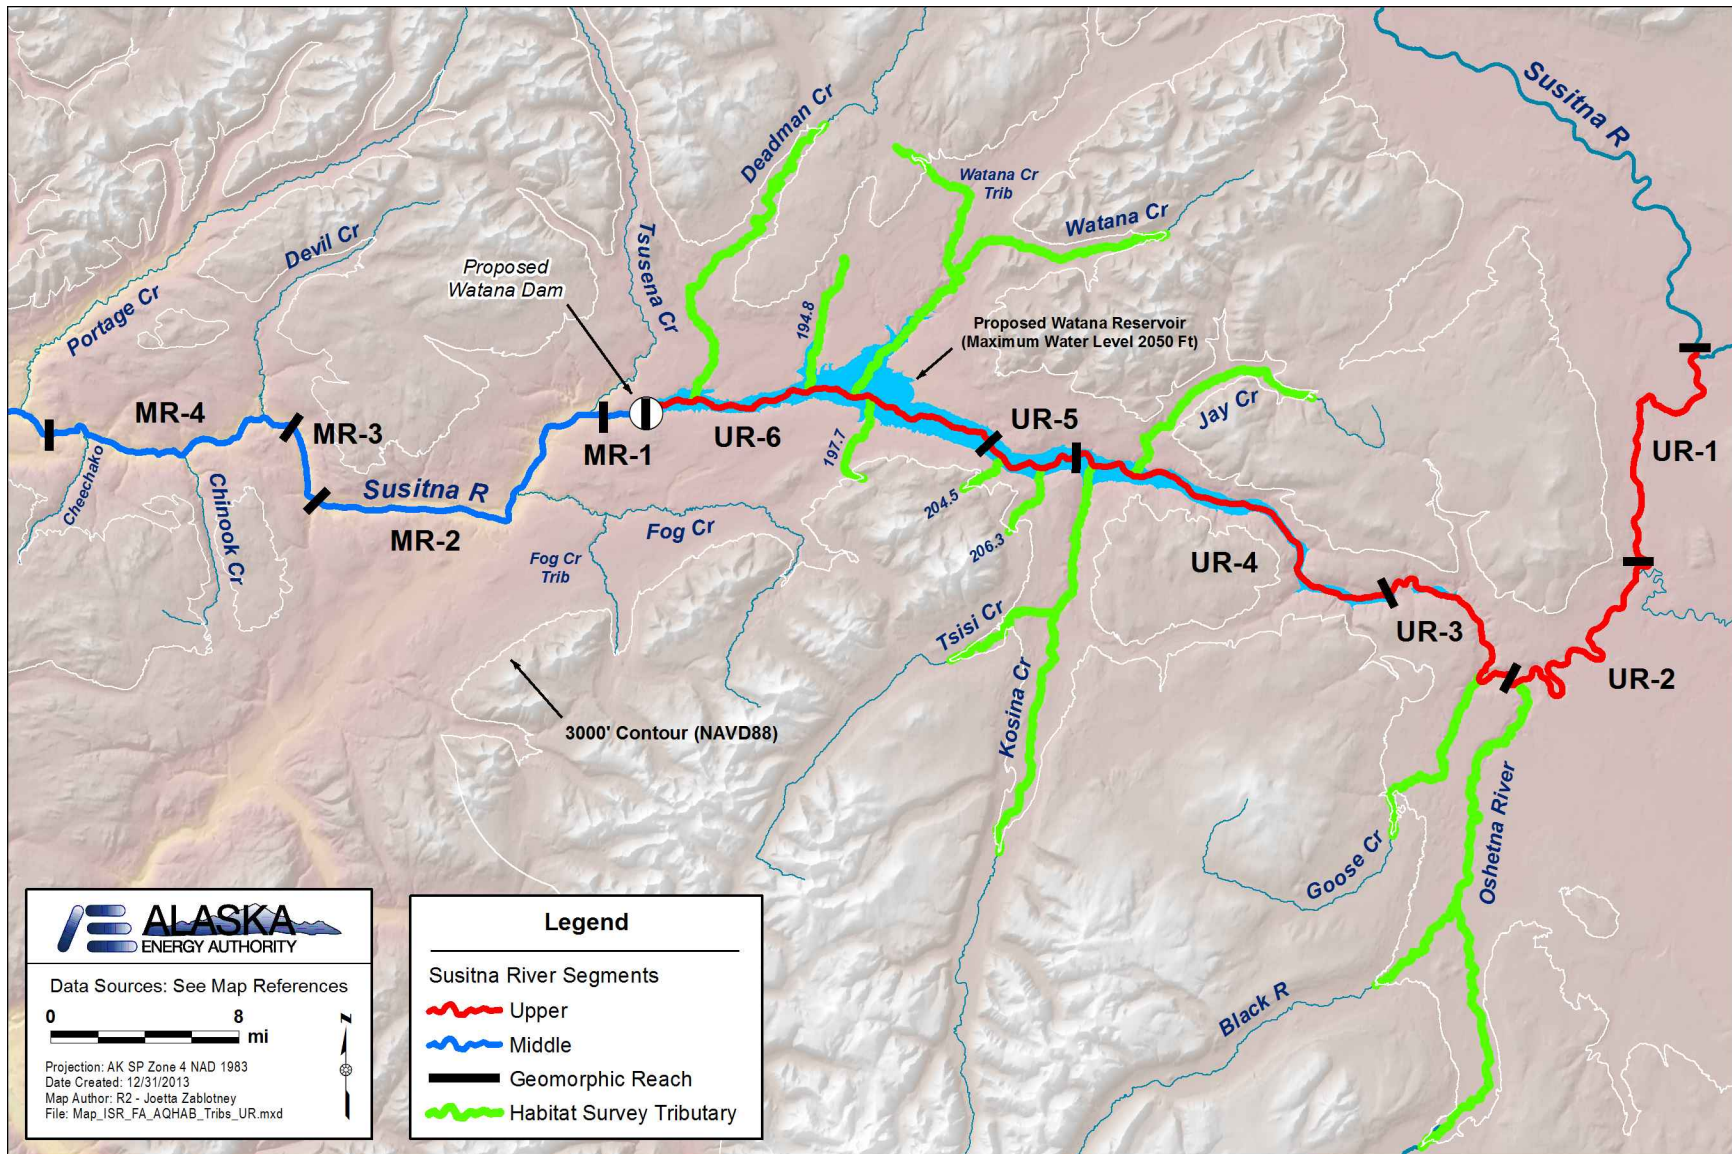 Susitna R
Deadman Cr
Watana Cr
Trib
Watana Cr
Devil Cr
Tsusena Cr
Proposed
Watana Dam
Portage Cr
194.8
Proposed Watana Reservoir
(Maximum Water Level 2050 Ft)
Jay Cr
MR-4
MR-3
MR-1
UR-6
UR-5
UR-1
197.7
Cheechako
Chinook Cr
Susitna R
MR-2
204.5
206.3
Fog Cr
Fog Cr
Trib
UR-4
UR-3
UR-2
Tsisi Cr
Kosina Cr
3000' Contour (NAVD88)
Goose Cr
Oshetna River
Black R
ALASKA
ENERGY AUTHORITY
Data Sources: See Map References
0 8
mi
N
Projection: AK SP Zone 4 NAD 1983
Date Created: 12/31/2013
Map Author: R2 - Joetta Zablotney
File: Map_ISR_FA_AQHAB_Tribs_UR.mxd
Legend
Susitna River Segments
Upper
Middle
Geomorphic Reach
Habitat Survey Tributary